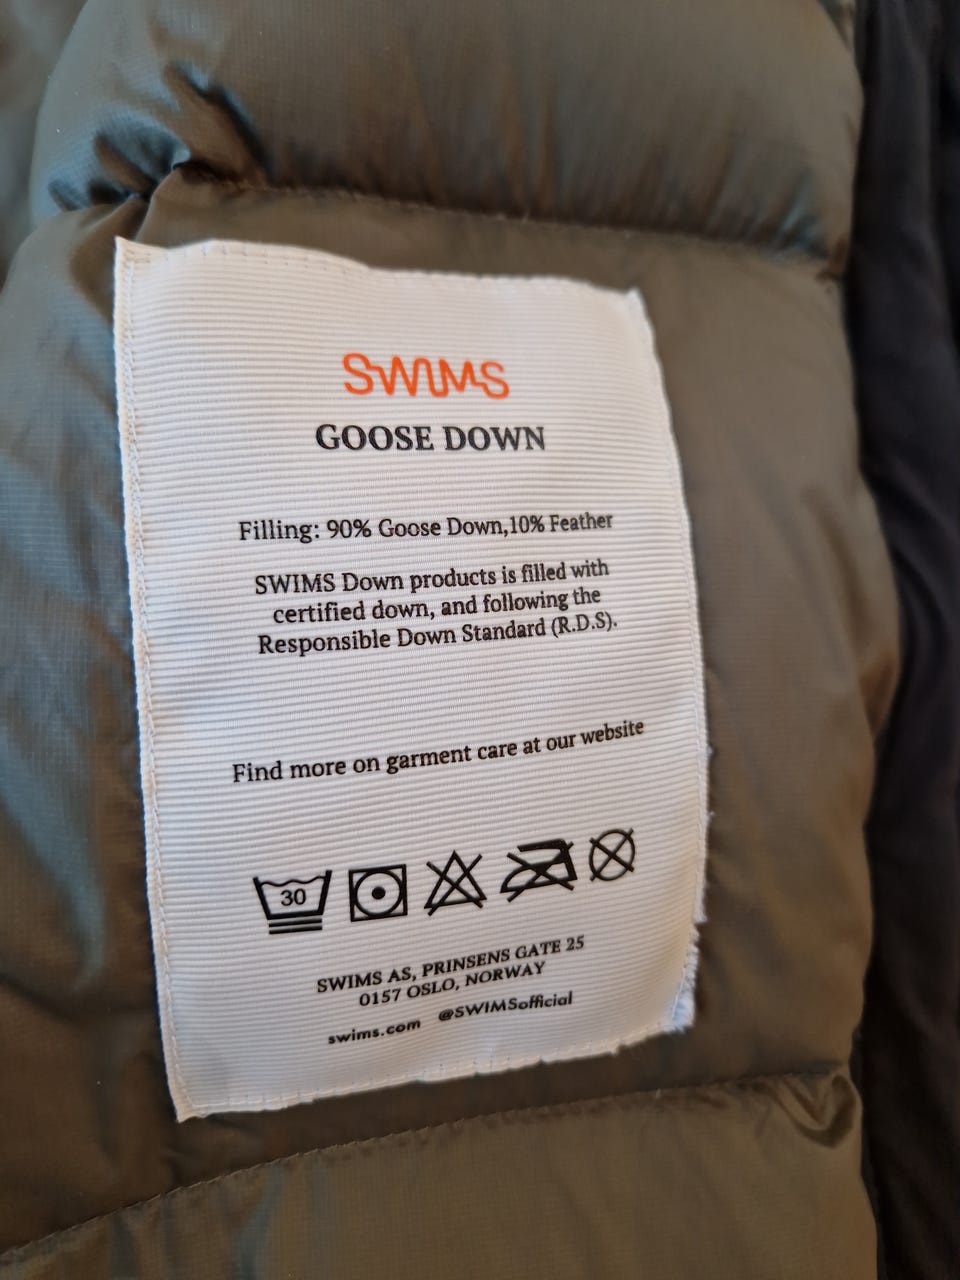 SWIMS
GOOSE DOWN
Filling: 90% Goose Down,10% Feather
SWIMS Down products is filled with
certified down, and following the
Responsible Down Standard (R.D.S).
Find more on garment care at our website
30
SWIMS AS, PRINSENS GATE 25
0157 OSLO, NORWAY
swims.com @SWIMSofficial